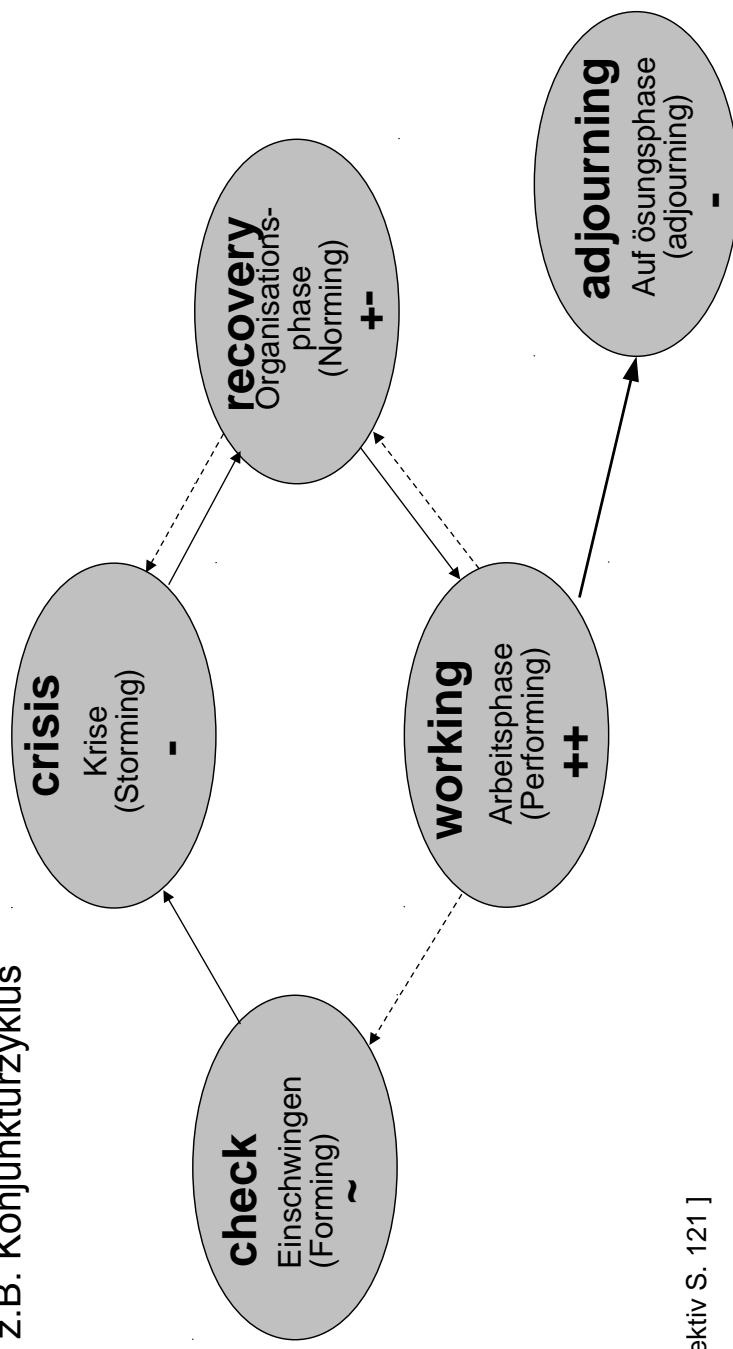 z.B. Konjunkturzyklus
crisis
Krise
(Storming)
-
check
Einschwingen
(Forming)
~
recovery
Organisations-
phase
(Norming)
+-
working
Arbeitsphase
(Performing)
++
adjourning
Auf ösungsphase
(adjourning)
-
ektiv S. 121 ]